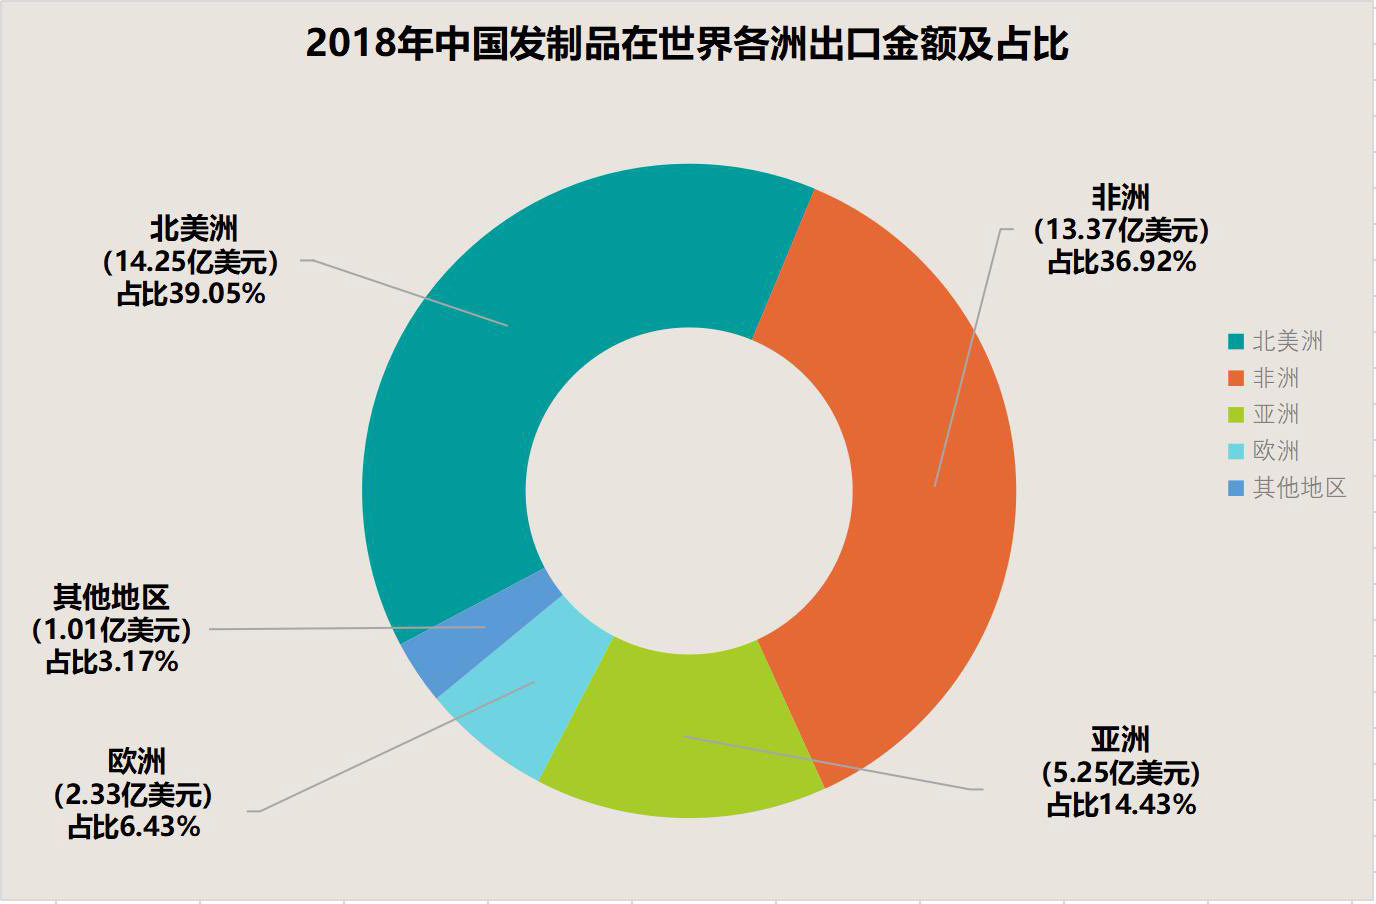 2018年中国发制品在世界各洲出口金额及占比
北美洲
（14.25亿美元）
占比39.05%
非洲
（13.37亿美元）
占比36.92%
北美洲
非洲
亚洲
欧洲
其他地区
其他地区
（1.01亿美元）
占比3.17%
欧洲
（2.33亿美元）
占比6.43%
亚洲
（5.25亿美元）
占比14.43%